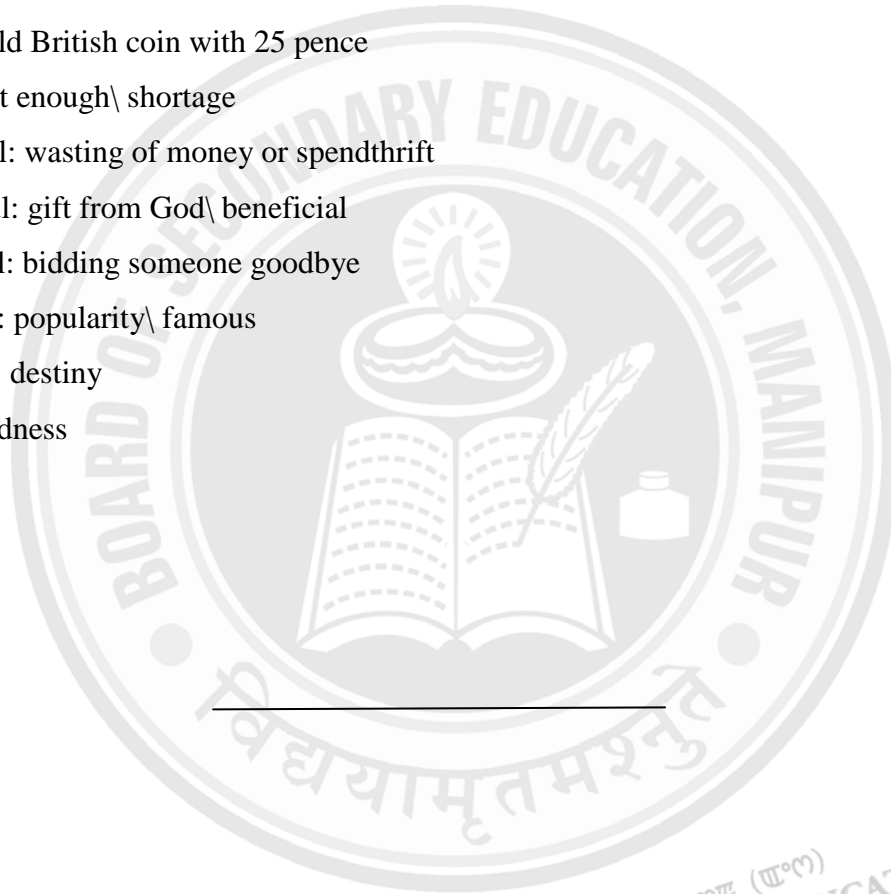 ld British coin with 25 pence
t enough\ shortage
l: wasting of money or spendthrift
l: gift from God\ beneficial
l: bidding someone goodbye
: popularity\ famous
destiny
dness
BOARD OF SECONDARY EDUCATION, MANIPUR
विद्ययामृतमश्नुते